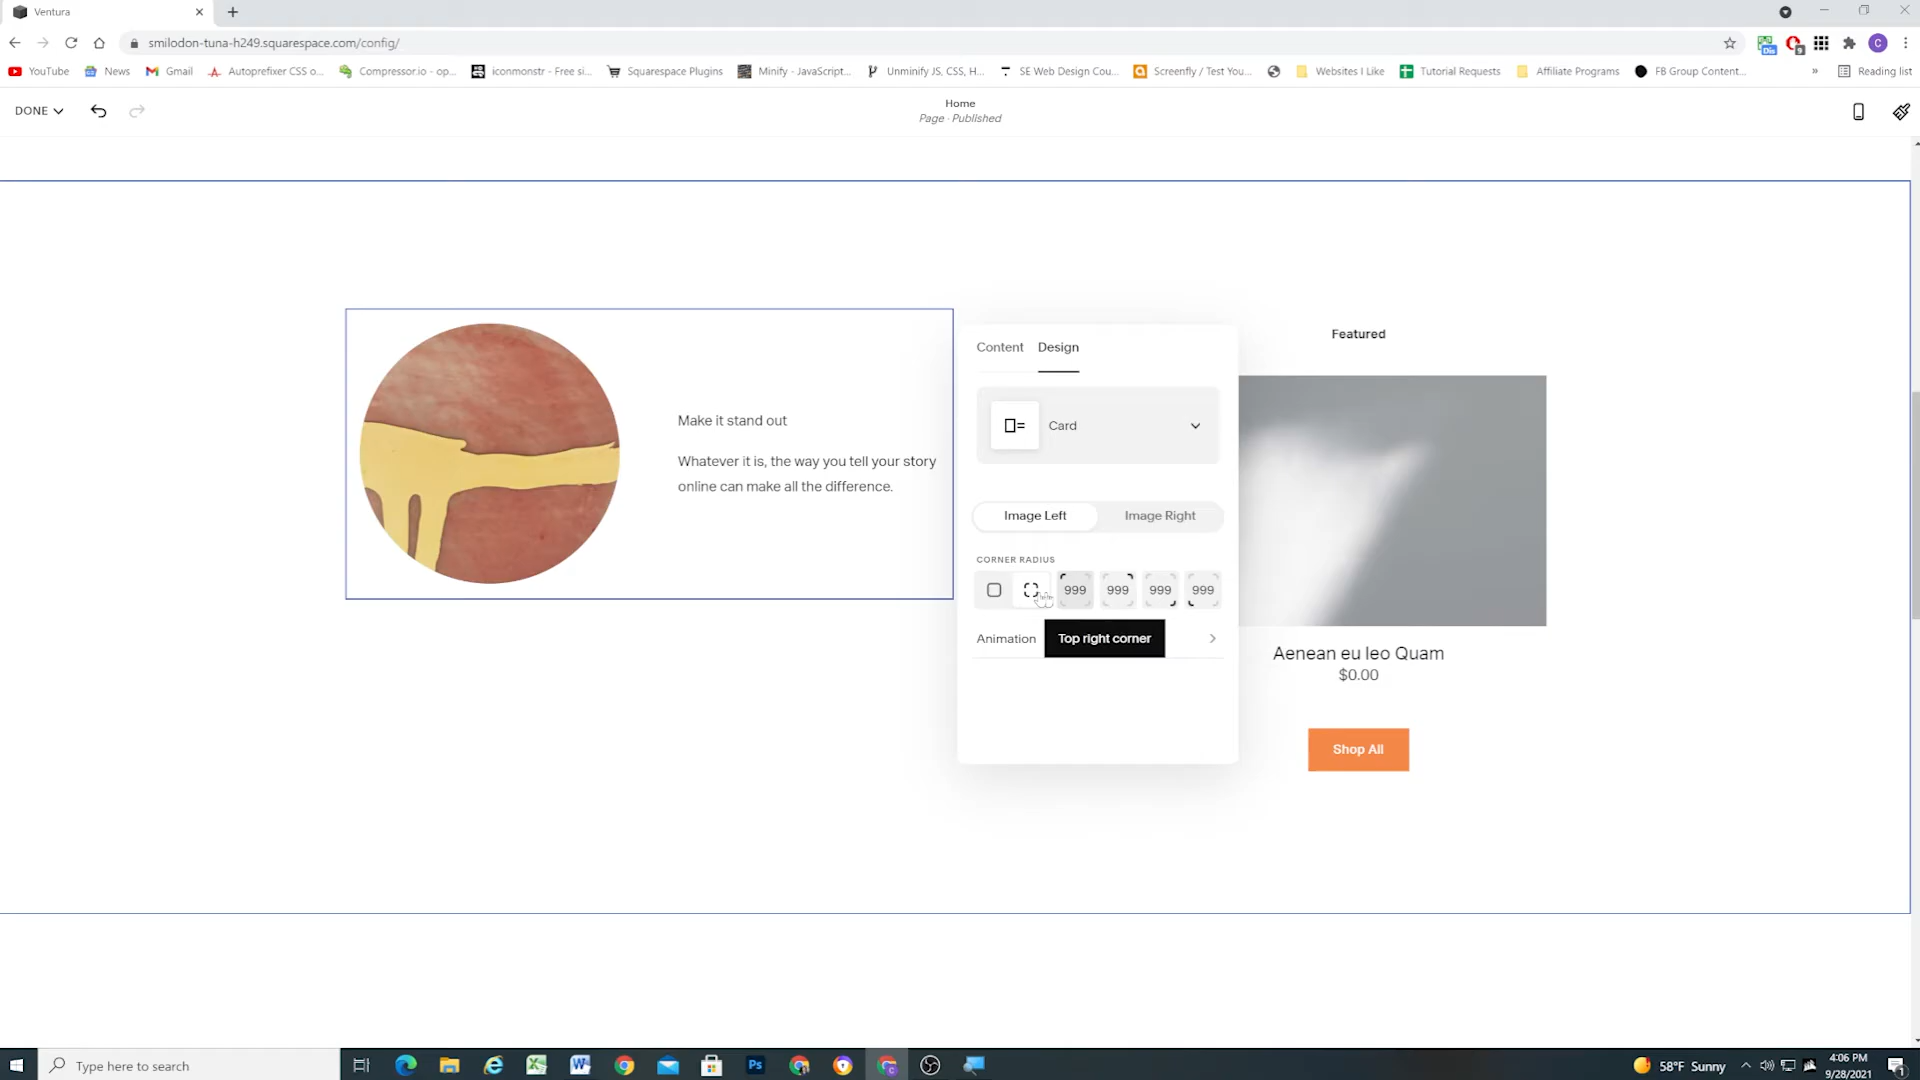 Ventura
smilodon-tuna-h249.squarespace.com/config/
YouTube
News
Gmail
Autoprefixer CSS o...
Compressor.io - op...
iconmonstr - Free si...
Squarespace Plugins
Minify - JavaScript...
Unminify JS, CSS, H...
SE Web Design Cou...
Screenfly / Test You...
Websites I Like
Tutorial Requests
Affiliate Programs
FB Group Content...
»
Reading list
DONE
Home
Page · Published
Make it stand out
Whatever it is, the way you tell your story
online can make all the difference.
Content
Design
Card
Image Left
Image Right
CORNER RADIUS
999
999
999
999
Animation
Top right corner
Featured
Aenean eu leo Quam
$0.00
Shop All
Type here to search
58°F Sunny
4:06 PM
9/28/2021